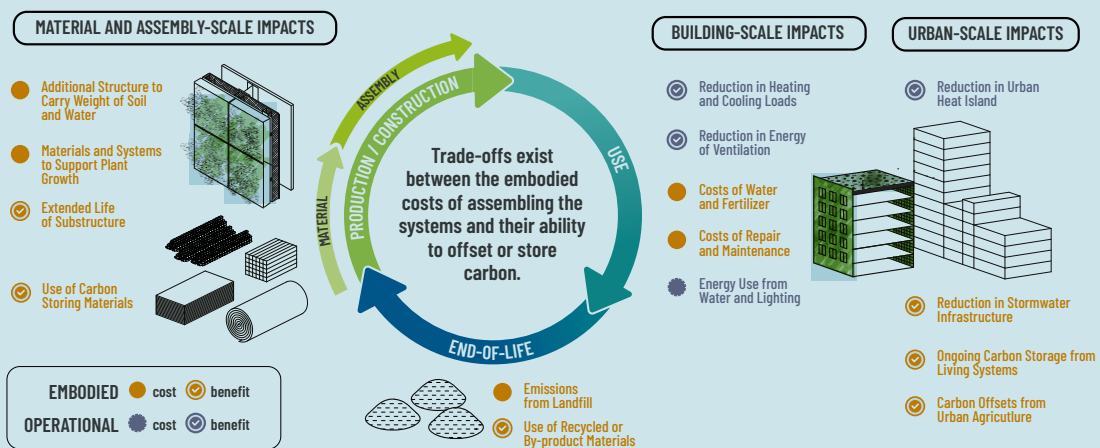 MATERIAL AND ASSEMBLY-SCALE IMPACTS
Additional Structure to
Carry Weight of Soil
and Water
Materials and Systems
to Support Plant
Growth
Extended Life
of Substructure
Use of Carbon
Storing Materials
EMBODIED cost benefit
OPERATIONAL cost benefit
MATERIAL
ASSEMBLY
PRODUCTION / CONSTRUCTION
USE
END-OF-LIFE
Trade-offs exist
between the embodied
costs of assembling the
systems and their ability
to offset or store
carbon.
Emissions
from Landfill
Use of Recycled or
By-product Materials
BUILDING-SCALE IMPACTS
Reduction in Heating
and Cooling Loads
Reduction in Energy
of Ventilation
Costs of Water
and Fertilizer
Costs of Repair
and Maintenance
Energy Use from
Water and Lighting
URBAN-SCALE IMPACTS
Reduction in Urban
Heat Island
Reduction in Stormwater
Infrastructure
Ongoing Carbon Storage from
Living Systems
Carbon Offsets from
Urban Agricutlure